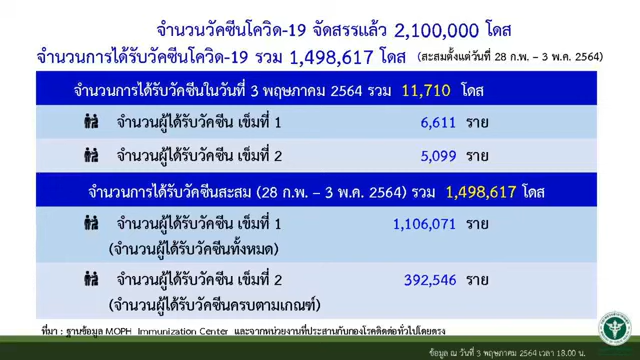 จำนวนวัคซีนโควิด-19 จัดสรรแล้ว 2,100,000 โดส
จำนวนการได้รับวัคซีนโควิด-19 รวม 1,498,617 โดส (สะสมตั้งแต่วันที่ 28 ก.พ. – 3 พ.ค. 2564)
จำนวนการได้รับวัคซีนในวันที่ 3 พฤษภาคม 2564 รวม 11,710 โดส
จำนวนผู้ได้รับวัคซีน เข็มที่ 1 6,611 ราย
จำนวนผู้ได้รับวัคซีน เข็มที่ 2 5,099 ราย
จำนวนการได้รับวัคซีนสะสม (28 ก.พ. – 3 พ.ค. 2564) รวม 1,498,617 โดส
จำนวนผู้ได้รับวัคซีน เข็มที่ 1 1,106,071 ราย
(จำนวนผู้ได้รับวัคซีนทั้งหมด)
จำนวนผู้ได้รับวัคซีน เข็มที่ 2 392,546 ราย
(จำนวนผู้ได้รับวัคซีนครบตามเกณฑ์)
ที่มา : ฐานข้อมูล MOPH Immunization Center และจากหน่วยงานที่ประสานกับกองโรคติดต่อทั่วไปโดยตรง
ข้อมูล ณ วันที่ 3 พฤษภาคม 2564 เวลา 18.00 น.